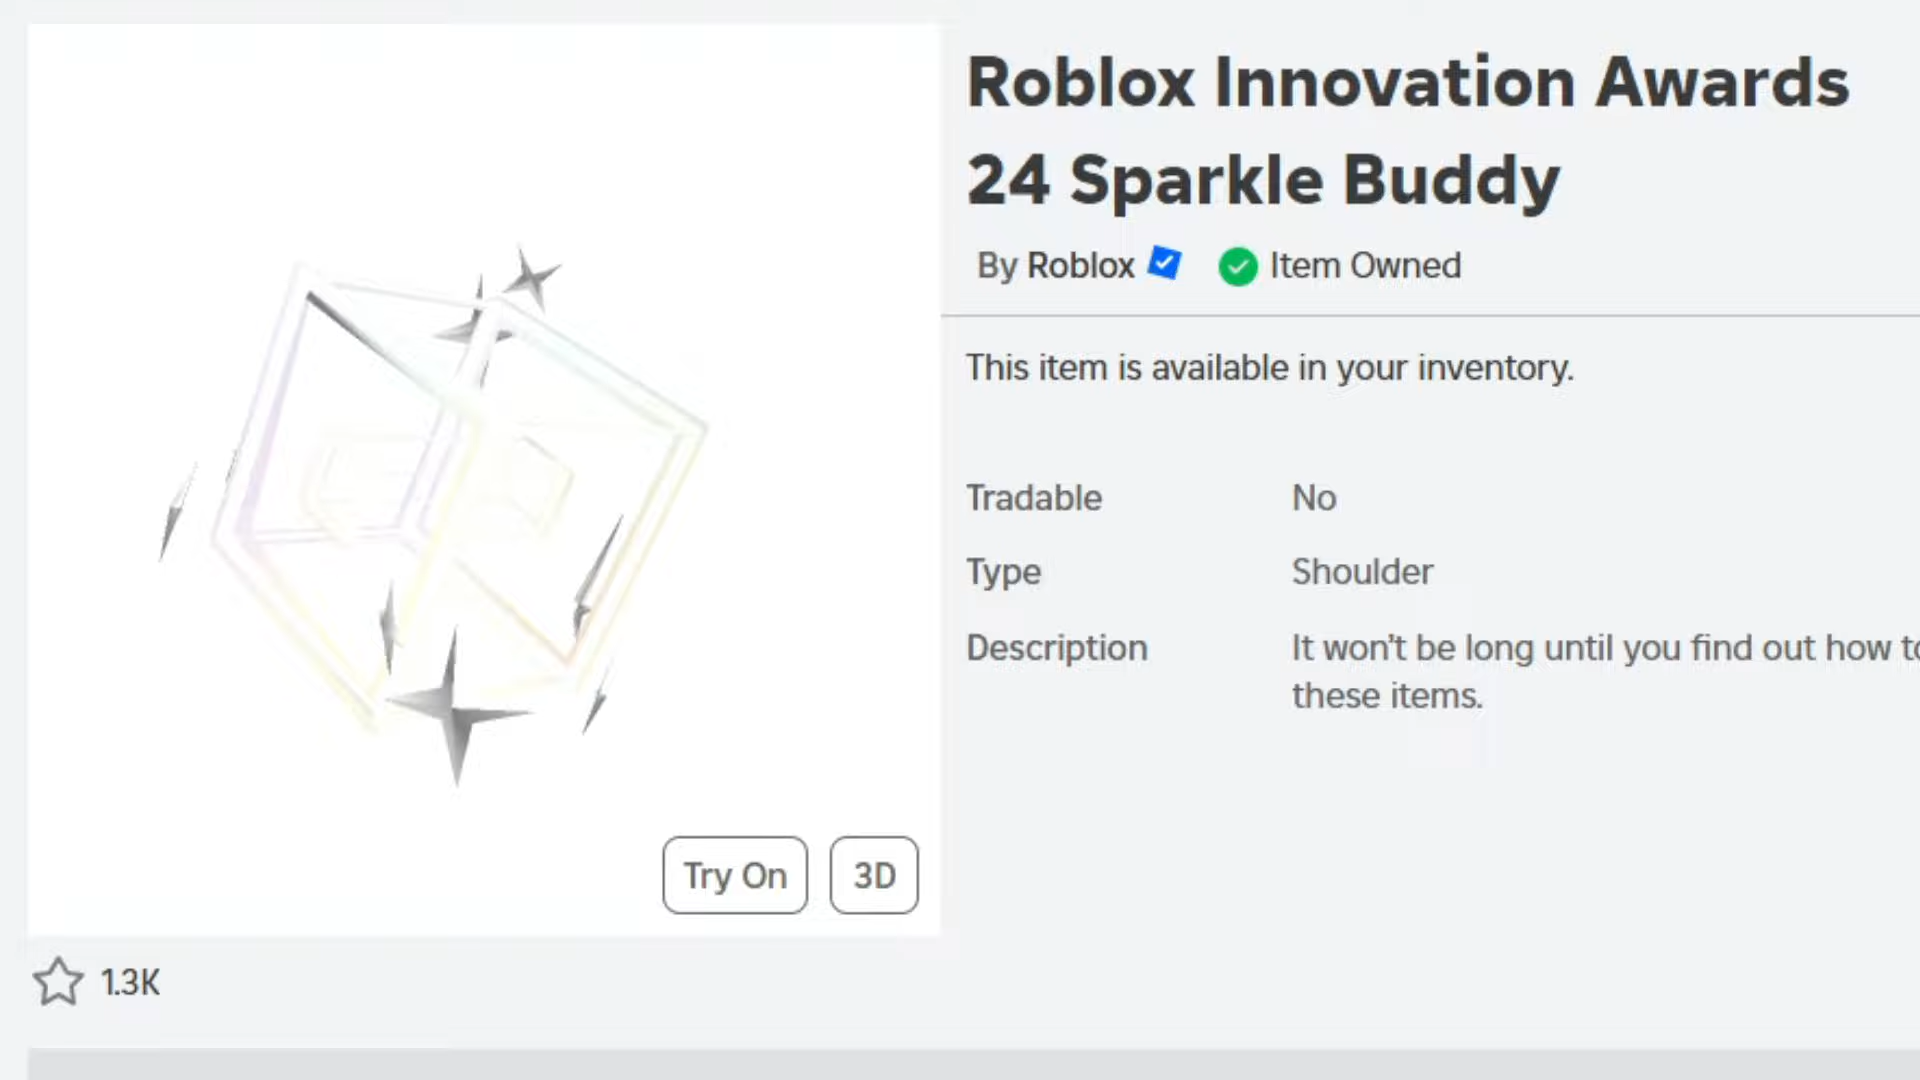 Roblox Innovation Awards
24 Sparkle Buddy
By Roblox Item Owned
This item is available in your inventory.
Tradable No
Type Shoulder
Description It won't be long until you find out how
these items.
Try On 3D
1.3K